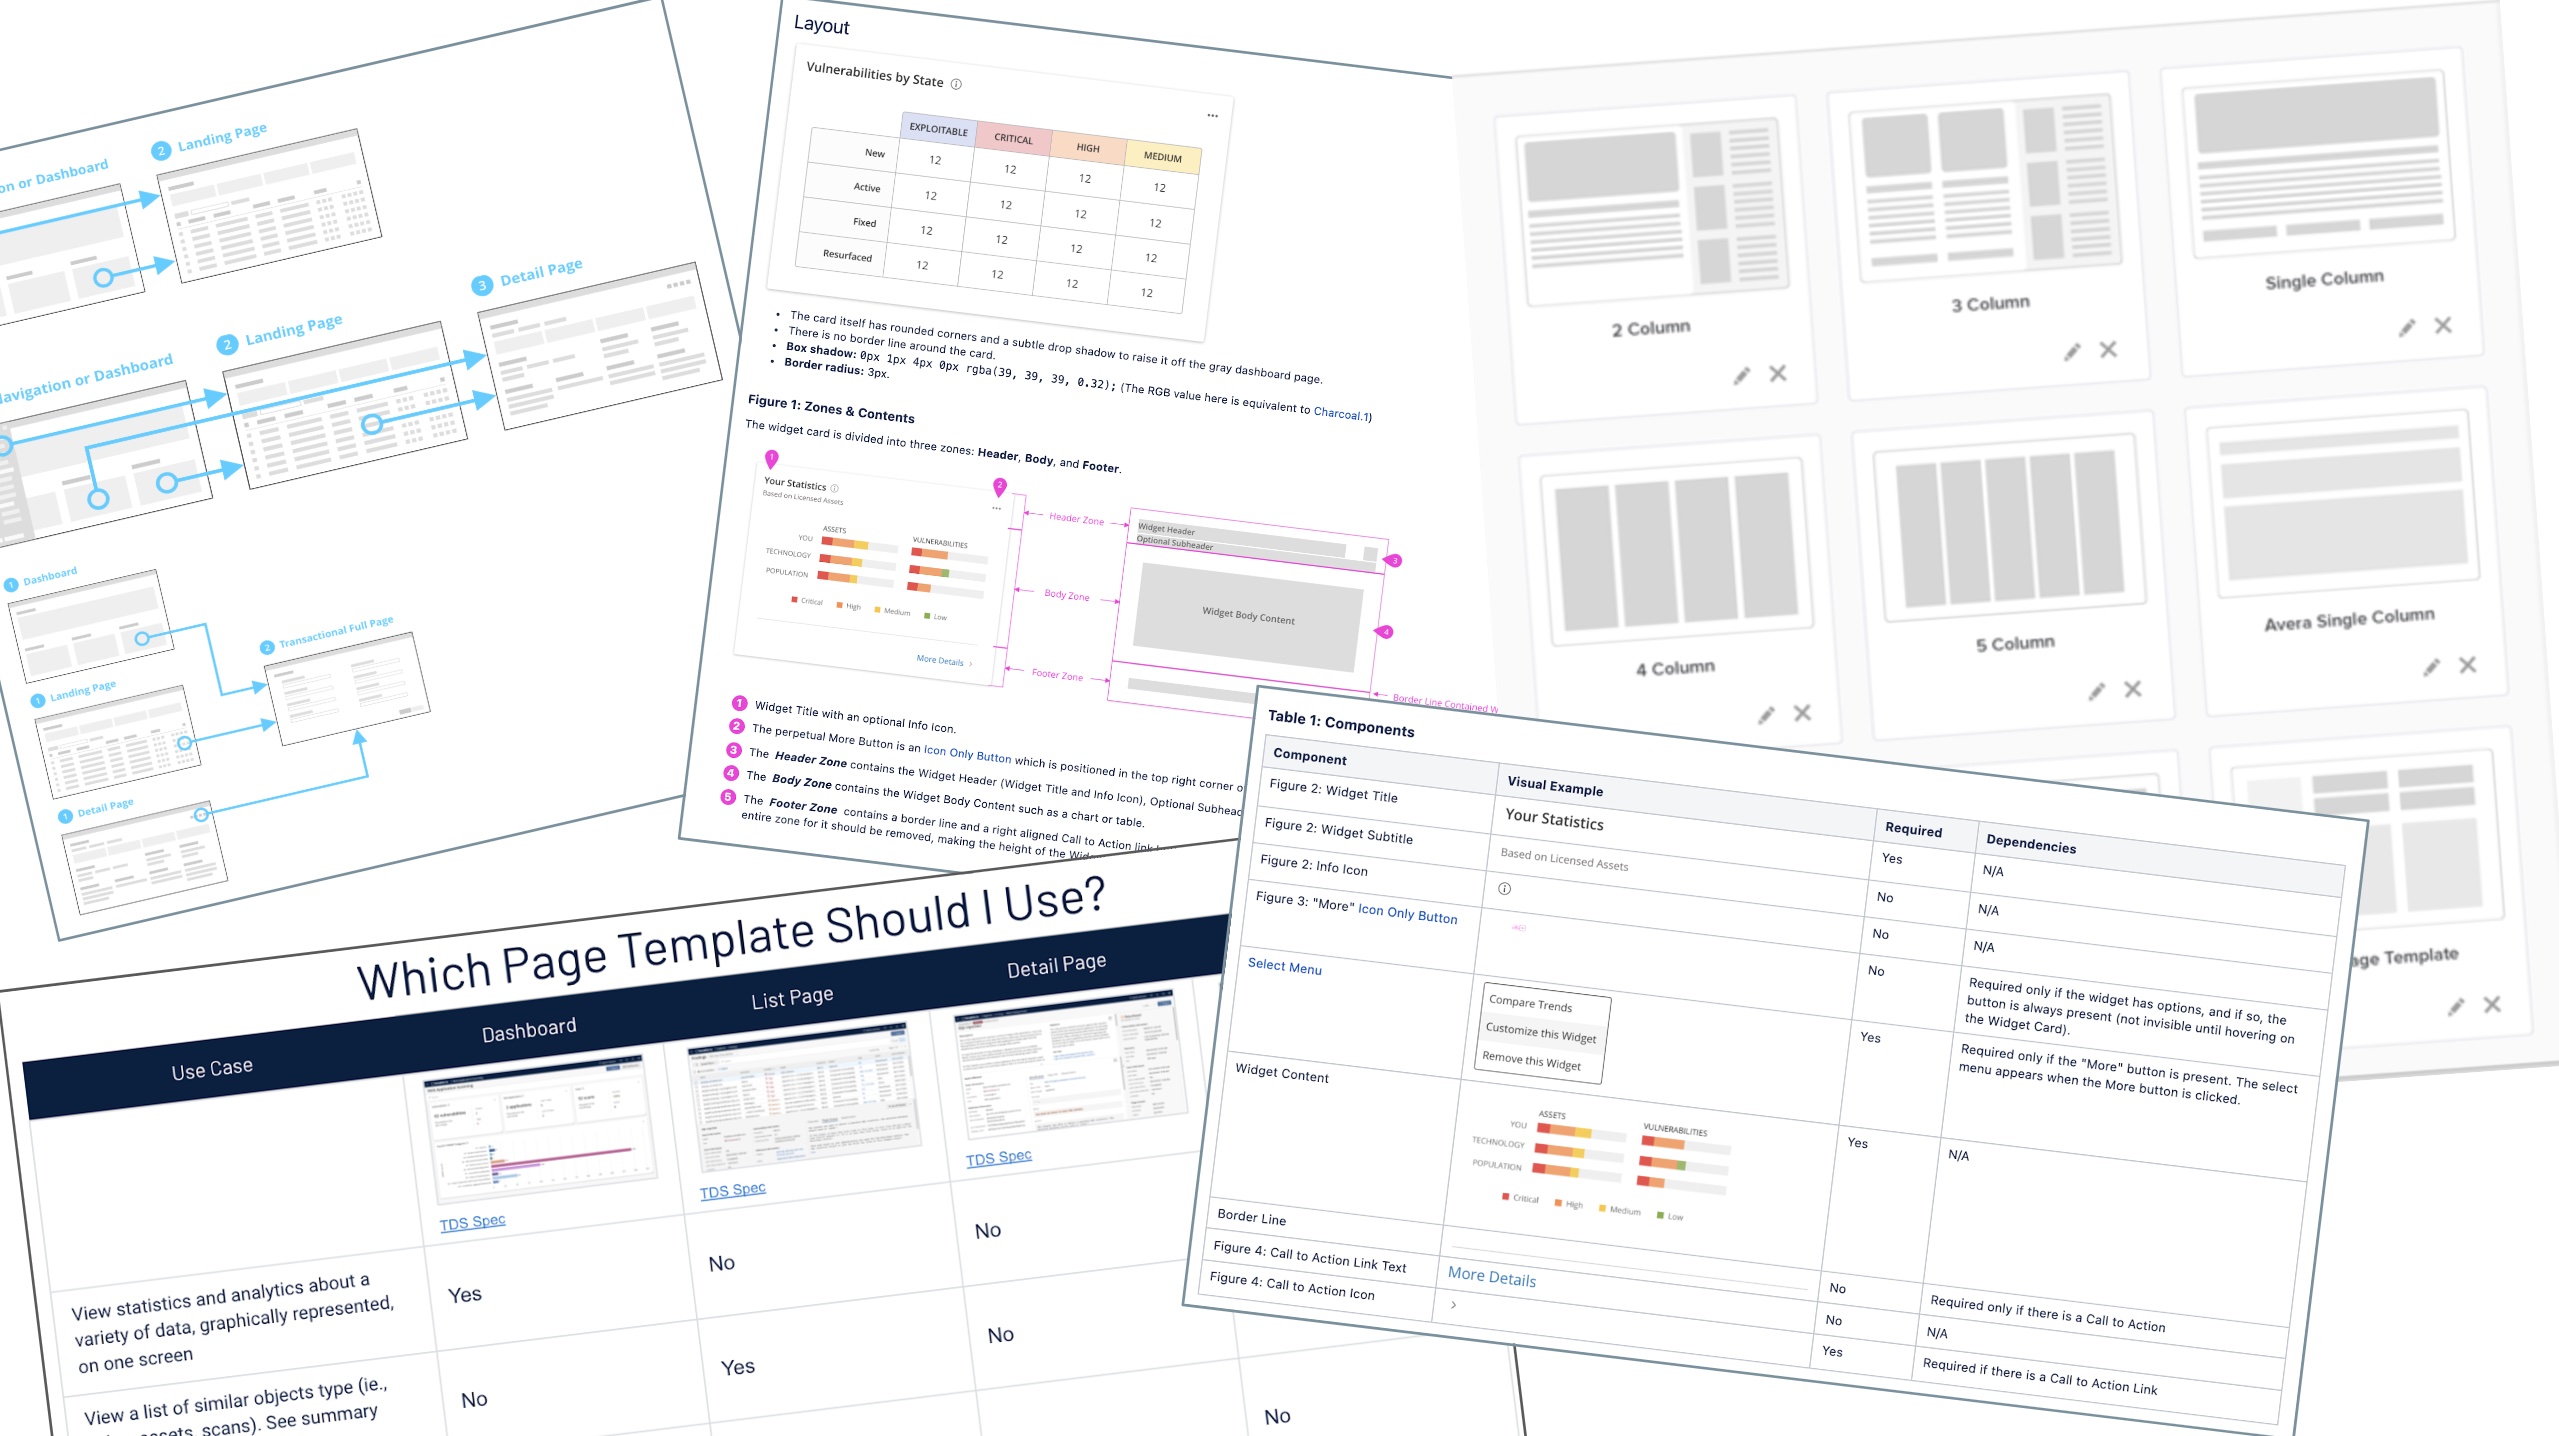 on or Dashboard
2 Landing Page
Navigation or Dashboard
2 Landing Page
3 Detail Page
1 Dashboard
1 Landing Page
1 Detail Page
2 Transactional Full Page
Layout
Vulnerabilities by State
EXPLOITABLE CRITICAL HIGH MEDIUM
New 12 12 12 12
Active 12 12 12 12
Fixed 12 12 12 12
Resurfaced 12 12 12 12
• The card itself has rounded corners and a subtle drop shadow to raise it off the gray dashboard page.
• There is no border line around the card.
• Box shadow: 0px 1px 4px 0px rgba(39, 39, 39, 0.32); (The RGB value here is equivalent to Charcoal.1)
• Border radius: 3px.
Figure 1: Zones & Contents
The widget card is divided into three zones: Header, Body, and Footer.
1
2
Your Statistics
Based on Licensed Assets
ASSETS VULNERABILITIES
YOU
TECHNOLOGY
POPULATION
Critical High Medium Low
More Details
Header Zone
Body Zone
Footer Zone
Widget Header
Optional Subheader
Widget Body Content
3
4
Border Line Contained W
1 Widget Title with an optional Info Icon.
2 The perpetual More Button is an Icon Only Button which is positioned in the top right corner o
3 The Header Zone contains the Widget Header (Widget Title and Info Icon), Optional Subhead
4 The Body Zone contains the Widget Body Content such as a chart or table.
5 The Footer Zone contains a border line and a right aligned Call to Action link
entire zone for it should be removed, making the height of the Widg
2 Column
3 Column
Single Column
4 Column
5 Column
Avera Single Column
age Template
Which Page Template Should I Use?
Use Case Dashboard List Page Detail Page
TDS Spec
TDS Spec
TDS Spec
View statistics and analytics about a
variety of data, graphically represented,
on one screen
Yes No No
View a list of similar objects type (ie.,
assets, scans). See summary
No Yes No
No
Table 1: Components
Component Visual Example Required Dependencies
Figure 2: Widget Title Your Statistics Yes N/A
Figure 2: Widget Subtitle Based on Licensed Assets No N/A
Figure 2: Info Icon No N/A
Figure 3: "More" Icon Only Button No
Required only if the widget has options, and if so, the
button is always present (not invisible until hovering on
the Widget Card).
Select Menu
Compare Trends
Customize this Widget
Remove this Widget
Yes
Required only if the "More" button is present. The select
menu appears when the More button is clicked.
Widget Content
ASSETS VULNERABILITIES
YOU
TECHNOLOGY
POPULATION
Critical High Medium Low
Yes N/A
Border Line No Required only if there is a Call to Action
Figure 4: Call to Action Link Text More Details No N/A
Figure 4: Call to Action Icon Yes Required if there is a Call to Action Link